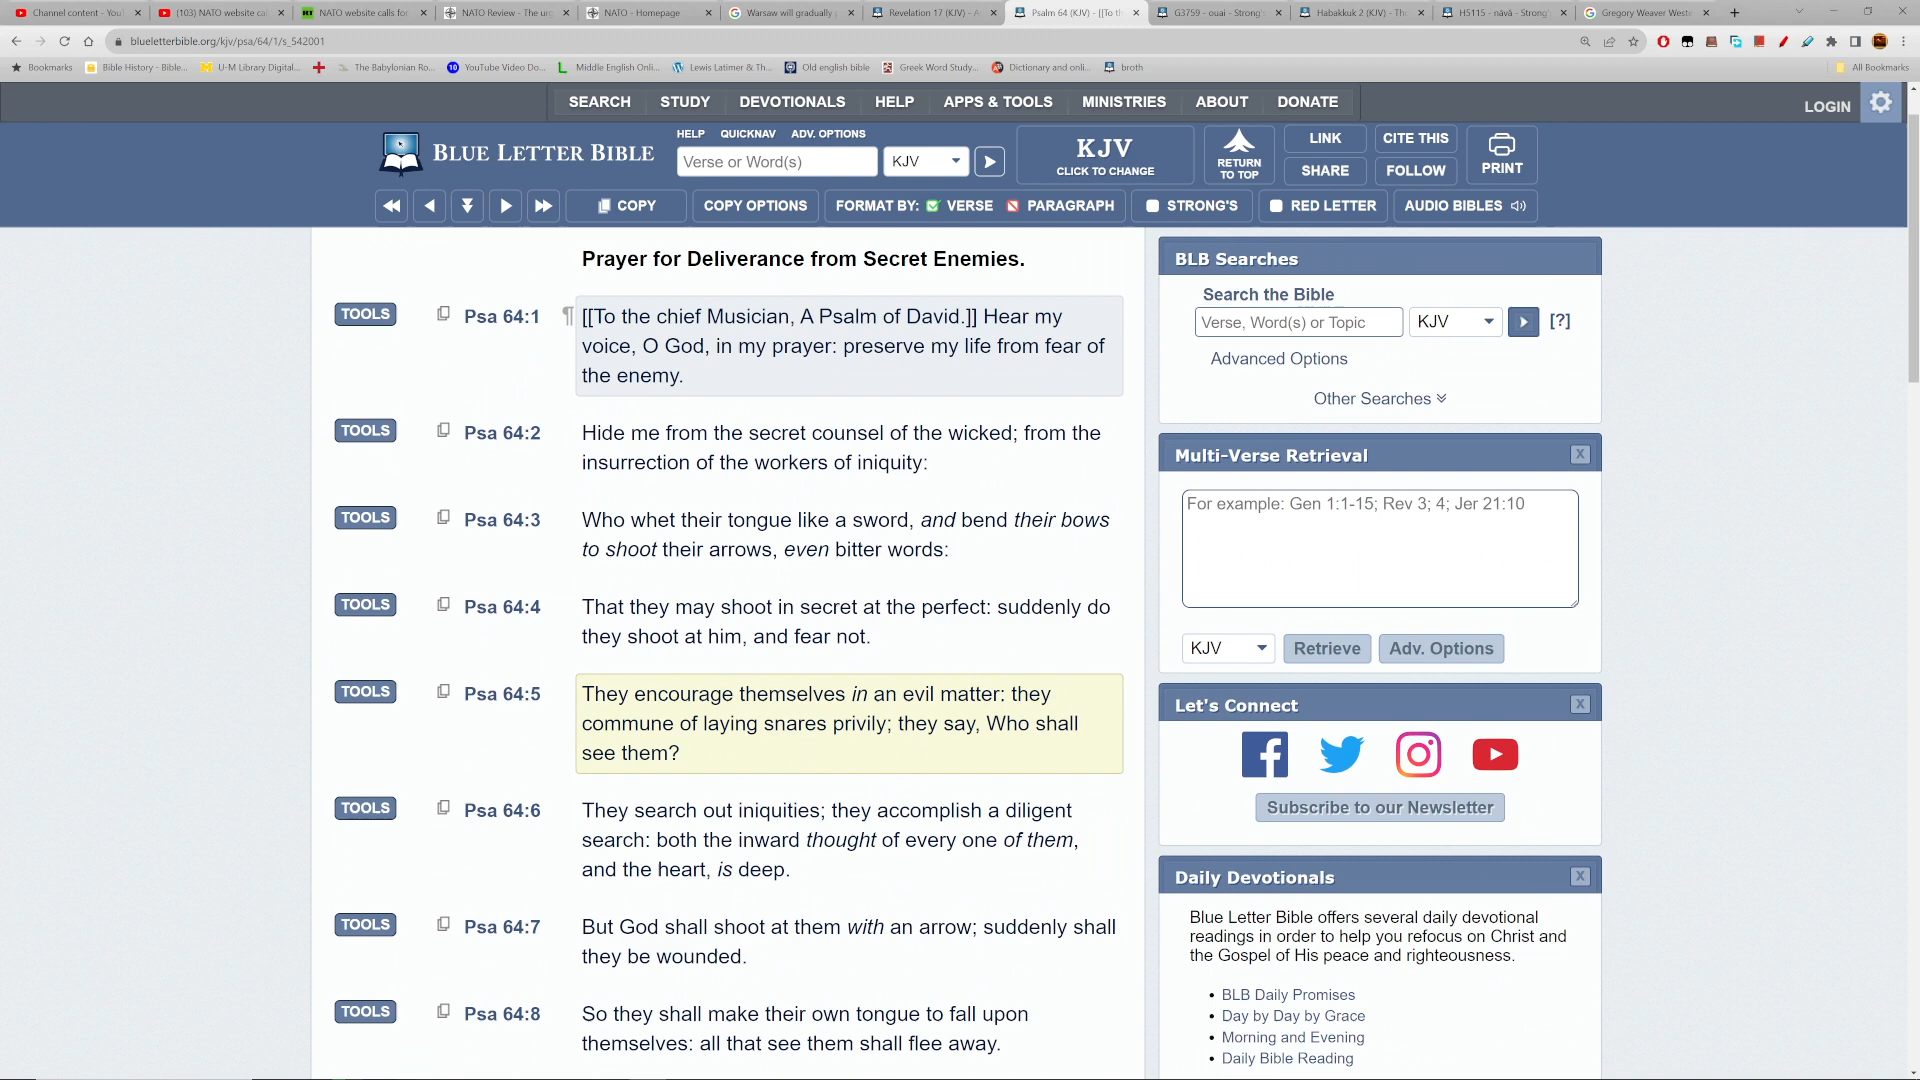 Channel content - YouT
(103) NATO website cal
NATO website calls for
NATO Review - The urg
NATO - Homepage
Warsaw will gradually
Revelation 17 (KJV) - A
Psalm 64 (KJV) - [[To th
G3759 - ouai - Strong's
Habakkuk 2 (KJV) - The
H5115 - nāvâ - Strong'
Gregory Weaver Weste
blueletterbible.org/kjv/psa/64/1/s_542001
Bookmarks
Bible History - Bible...
U-M Library Digital...
The Babylonian Ro...
YouTube Video Do...
Middle English Onli...
Lewis Latimer & Th...
Old english bible
Greek Word Study...
Dictionary and onli...
broth
All Bookmarks
SEARCH STUDY DEVOTIONALS HELP APPS & TOOLS MINISTRIES ABOUT DONATE
LOGIN
BLUE LETTER BIBLE
HELP QUICKNAV ADV. OPTIONS
Verse or Word(s)
KJV
KJV
CLICK TO CHANGE
RETURN
TO TOP
LINK
CITE THIS
SHARE
FOLLOW
PRINT
COPY
COPY OPTIONS
FORMAT BY: VERSE PARAGRAPH
STRONG'S
RED LETTER
AUDIO BIBLES
Prayer for Deliverance from Secret Enemies.
TOOLS Psa 64:1 ¶ [[To the chief Musician, A Psalm of David.]] Hear my
voice, O God, in my prayer: preserve my life from fear of
the enemy.
TOOLS Psa 64:2 Hide me from the secret counsel of the wicked; from the
insurrection of the workers of iniquity:
TOOLS Psa 64:3 Who whet their tongue like a sword, and bend their bows
to shoot their arrows, even bitter words:
TOOLS Psa 64:4 That they may shoot in secret at the perfect: suddenly do
they shoot at him, and fear not.
TOOLS Psa 64:5 They encourage themselves in an evil matter: they
commune of laying snares privily; they say, Who shall
see them?
TOOLS Psa 64:6 They search out iniquities; they accomplish a diligent
search: both the inward thought of every one of them,
and the heart, is deep.
TOOLS Psa 64:7 But God shall shoot at them with an arrow; suddenly shall
they be wounded.
TOOLS Psa 64:8 So they shall make their own tongue to fall upon
themselves: all that see them shall flee away.
BLB Searches
Search the Bible
Verse, Word(s) or Topic
KJV
[?]
Advanced Options
Other Searches
Multi-Verse Retrieval X
For example: Gen 1:1-15; Rev 3; 4; Jer 21:10
KJV
Retrieve
Adv. Options
Let's Connect X
Subscribe to our Newsletter
Daily Devotionals X
Blue Letter Bible offers several daily devotional
readings in order to help you refocus on Christ and
the Gospel of His peace and righteousness.
• BLB Daily Promises
• Day by Day by Grace
• Morning and Evening
• Daily Bible Reading